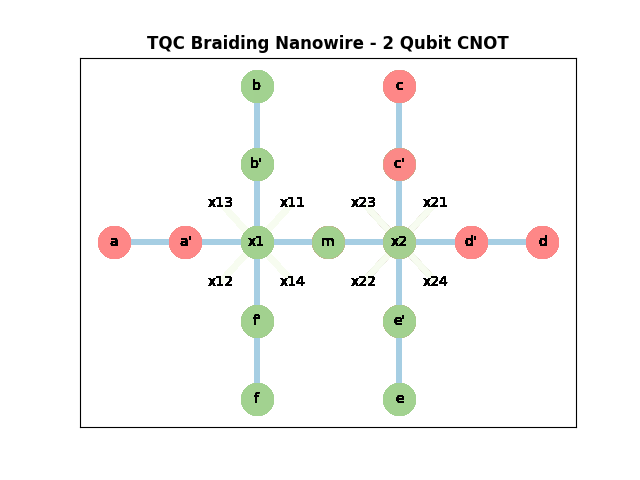 TQC Braiding Nanowire - 2 Qubit CNOT
b c
b' c'
x13 x11 x23 x21
a a' x1 m x2 d' d
x12 x14 x22 x24
f' e'
f e